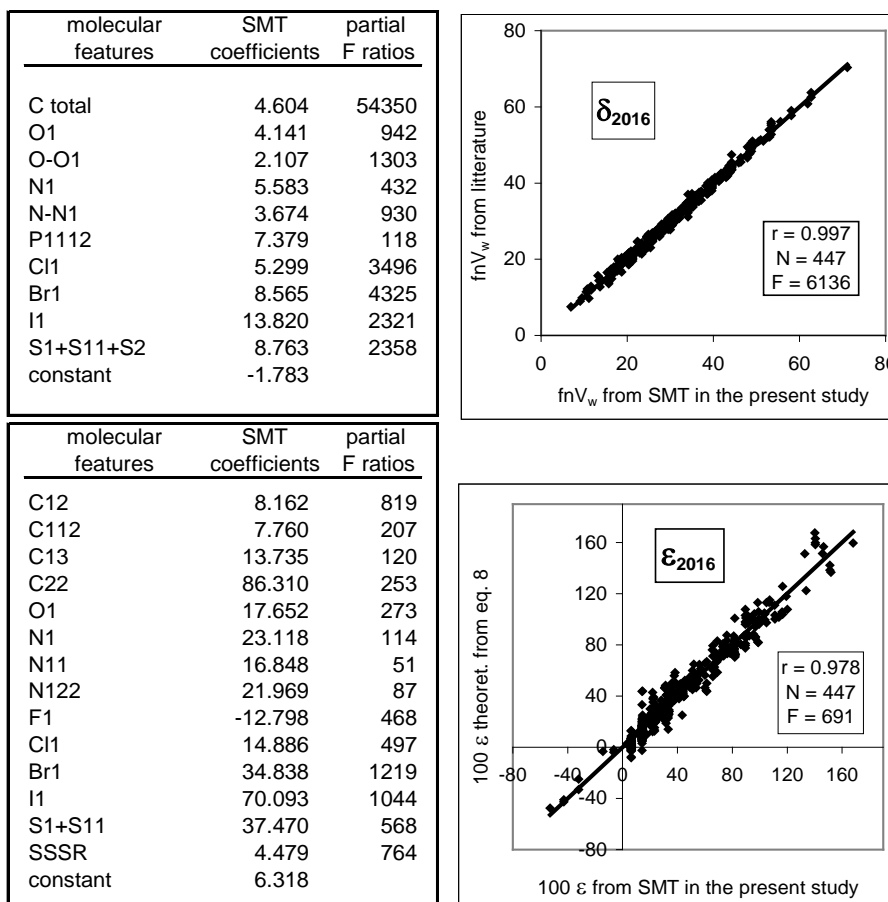 molecular features SMT coefficients partial F ratios
C total 4.604 54350
O1 4.141 942
O-O1 2.107 1303
N1 5.583 432
N-N1 3.674 930
P1112 7.379 118
Cl1 5.299 3496
Br1 8.565 4325
I1 13.820 2321
S1+S11+S2 8.763 2358
constant -1.783
80
60
40
20
0
0 20 40 60 80
fnVw from litterature
δ2016
r = 0.997
N = 447
F = 6136
fnVw from SMT in the present study
molecular features SMT coefficients partial F ratios
C12 8.162 819
C112 7.760 207
C13 13.735 120
C22 86.310 253
O1 17.652 273
N1 23.118 114
N11 16.848 51
N122 21.969 87
F1 -12.798 468
Cl1 14.886 497
Br1 34.838 1219
I1 70.093 1044
S1+S11 37.470 568
SSSR 4.479 764
constant 6.318
160
120
80
40
0
-40
-80
-80 -40 0 40 80 120 160
100 ε theoret. from eq. 8
ε2016
r = 0.978
N = 447
F = 691
100 ε from SMT in the present study